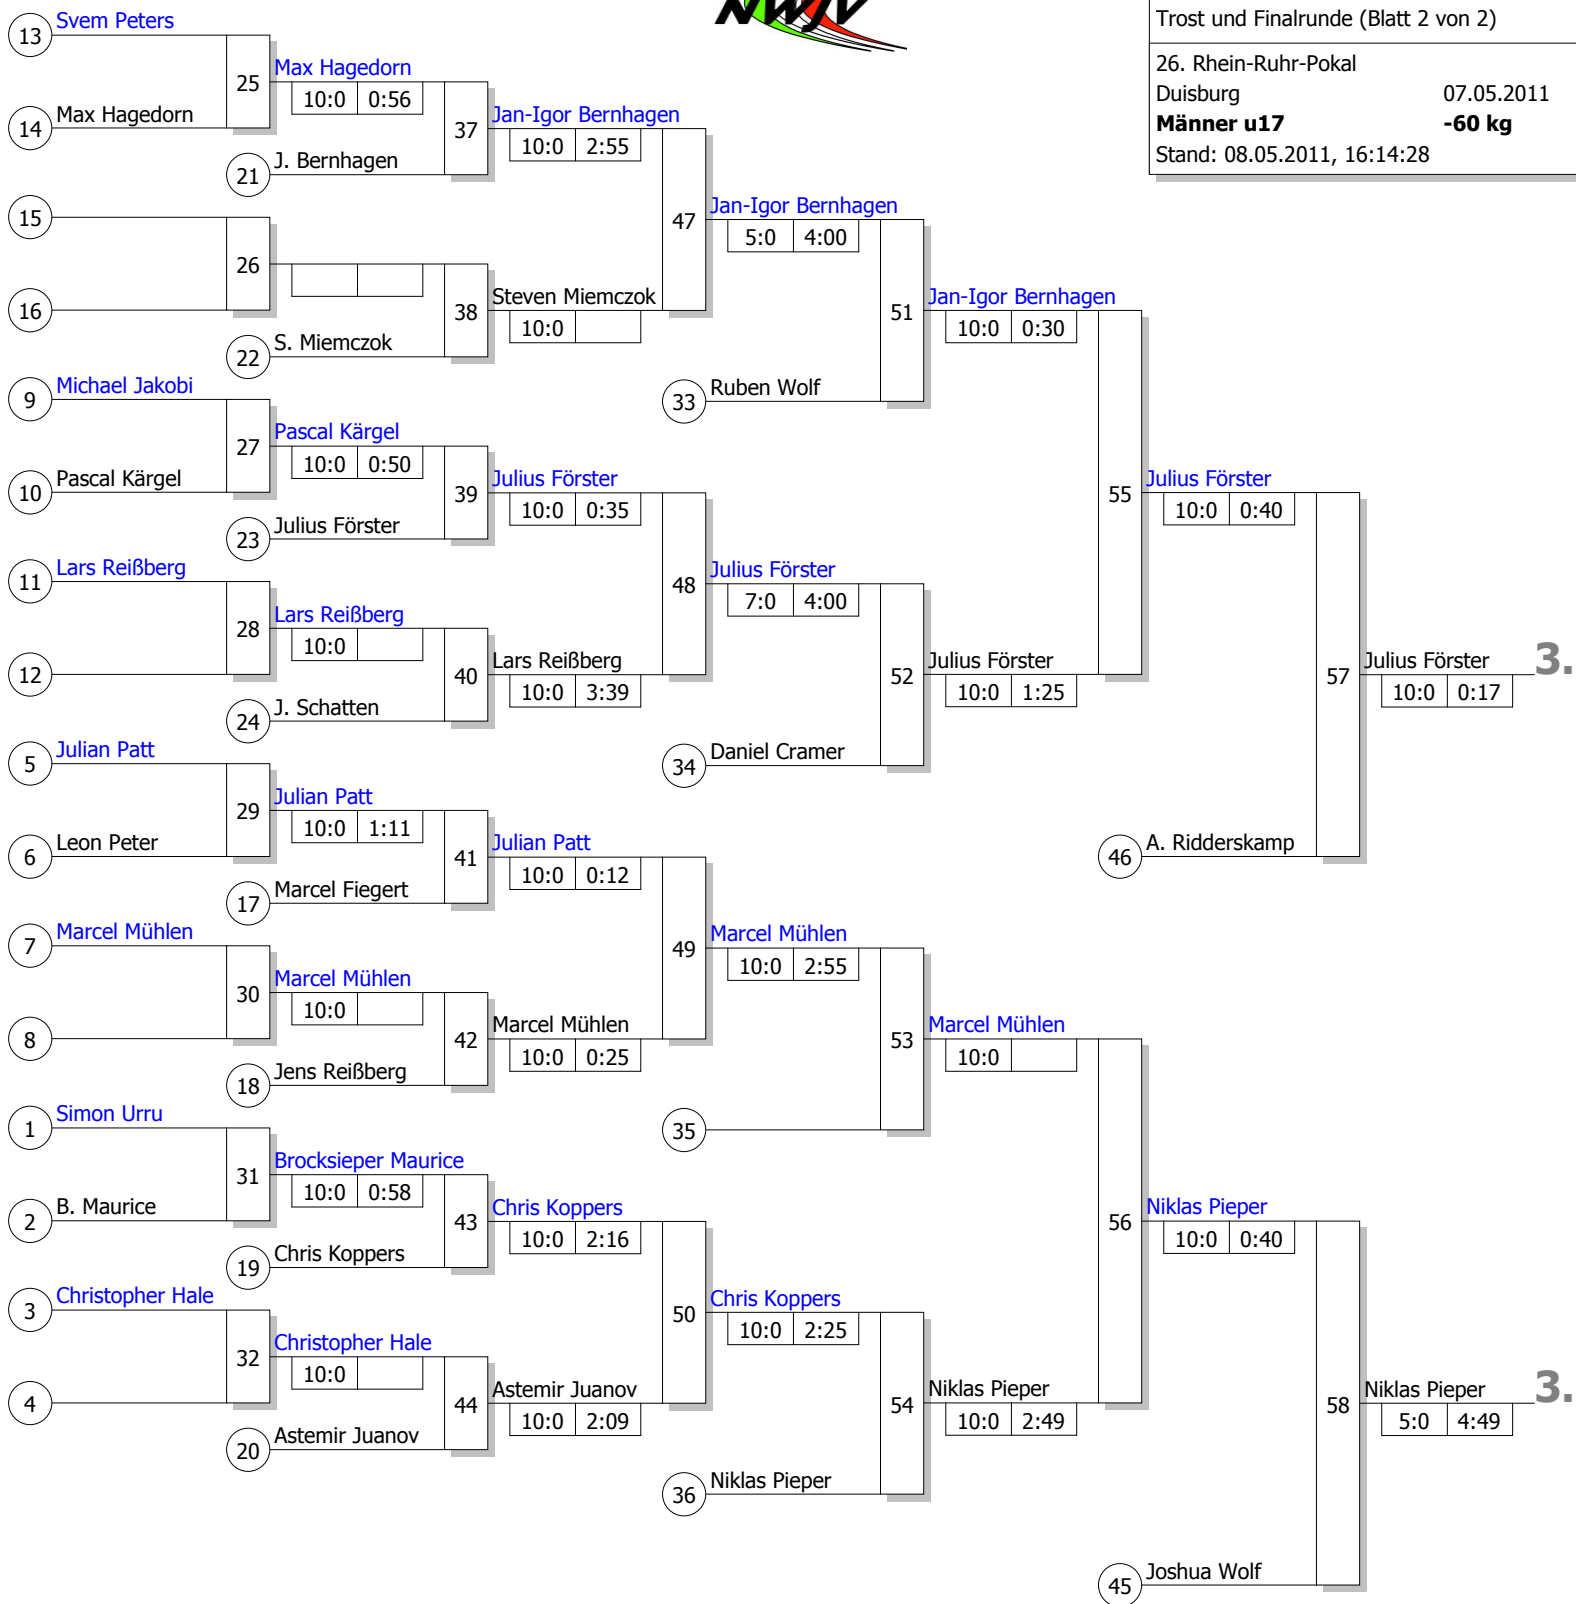 NWJV
Trost und Finalrunde (Blatt 2 von 2)
26. Rhein-Ruhr-Pokal
Duisburg 07.05.2011
Männer u17 -60 kg
Stand: 08.05.2011, 16:14:28
13 Svem Peters
14 Max Hagedorn
25 Max Hagedorn
10:0 0:56
21 J. Bernhagen
37 Jan-Igor Bernhagen
10:0 2:55
15
16
26
22 S. Miemczok
38 Steven Miemczok
10:0
47 Jan-Igor Bernhagen
5:0 4:00
33 Ruben Wolf
51 Jan-Igor Bernhagen
10:0 0:30
9 Michael Jakobi
10 Pascal Kärgel
27 Pascal Kärgel
10:0 0:50
23 Julius Förster
39 Julius Förster
10:0 0:35
11 Lars Reißberg
12
28 Lars Reißberg
10:0
24 J. Schatten
40 Lars Reißberg
10:0 3:39
48 Julius Förster
7:0 4:00
34 Daniel Cramer
52 Julius Förster
10:0 1:25
55 Julius Förster
10:0 0:40
46 A. Ridderskamp
57 Julius Förster 3.
10:0 0:17
5 Julian Patt
6 Leon Peter
29 Julian Patt
10:0 1:11
17 Marcel Fiegert
41 Julian Patt
10:0 0:12
7 Marcel Mühlen
8
30 Marcel Mühlen
10:0
18 Jens Reißberg
42 Marcel Mühlen
10:0 0:25
49 Marcel Mühlen
10:0 2:55
35
53 Marcel Mühlen
10:0
1 Simon Urru
2 B. Maurice
31 Brocksieper Maurice
10:0 0:58
19 Chris Koppers
43 Chris Koppers
10:0 2:16
3 Christopher Hale
4
32 Christopher Hale
10:0
20 Astemir Juanov
44 Astemir Juanov
10:0 2:09
50 Chris Koppers
10:0 2:25
36 Niklas Pieper
54 Niklas Pieper
10:0 2:49
56 Niklas Pieper
10:0 0:40
45 Joshua Wolf
58 Niklas Pieper 3.
5:0 4:49